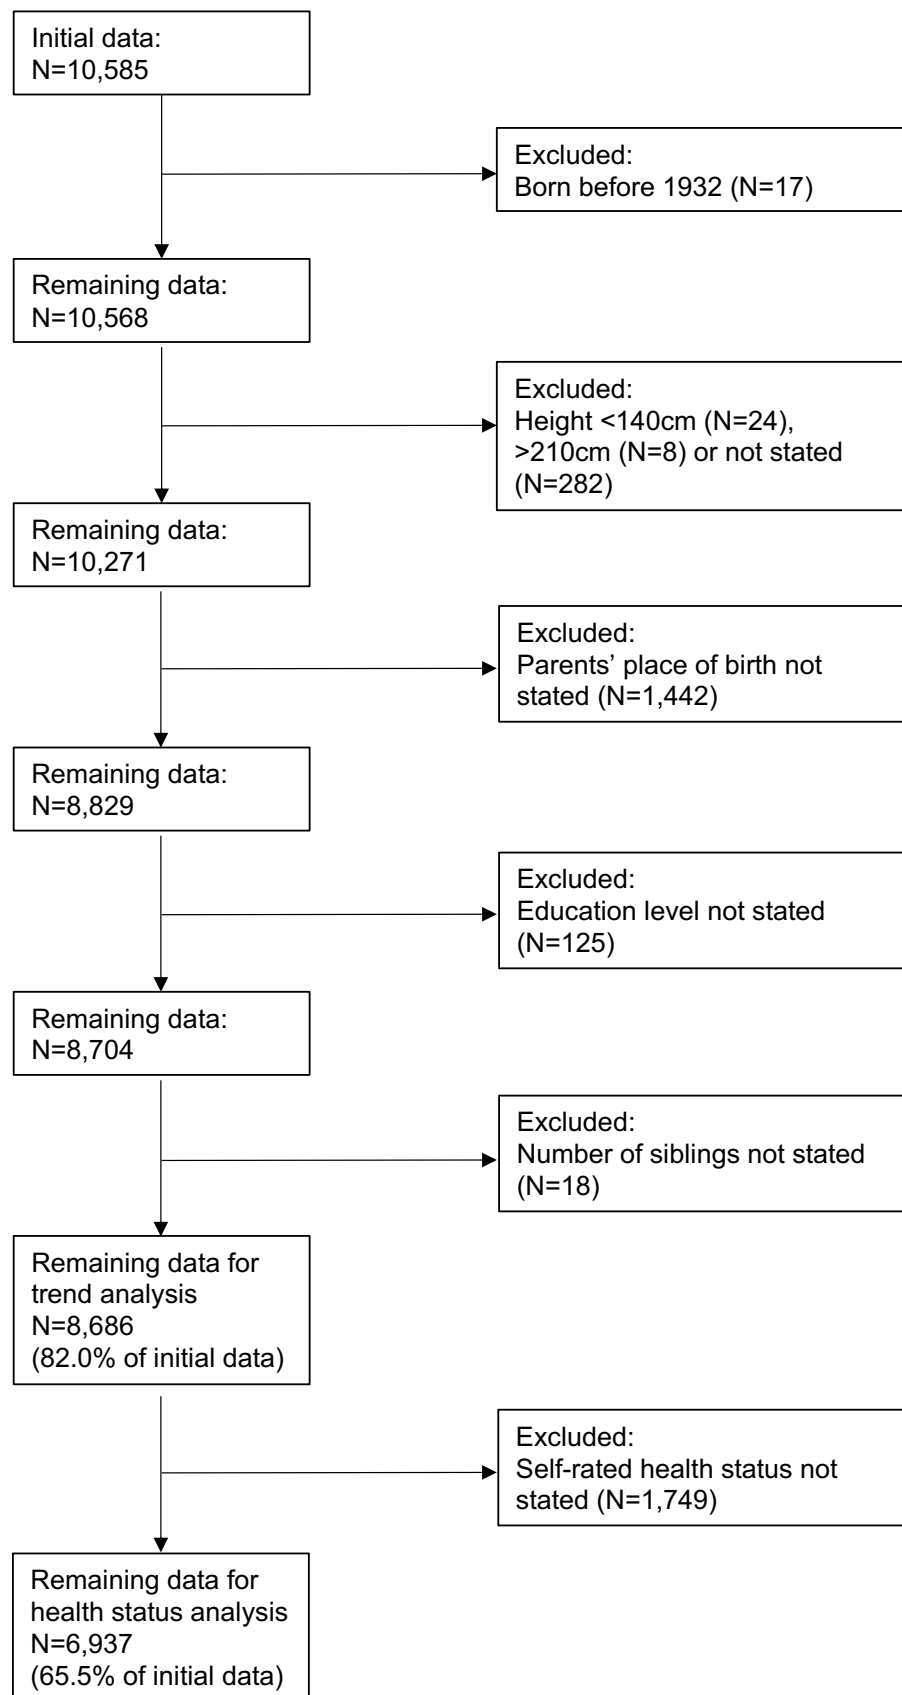 Initial data:
N=10,585
Excluded:
Born before 1932 (N=17)
Remaining data:
N=10,568
Excluded:
Height <140cm (N=24),
>210cm (N=8) or not stated
(N=282)
Remaining data:
N=10,271
Excluded:
Parents’ place of birth not
stated (N=1,442)
Remaining data:
N=8,829
Excluded:
Education level not stated
(N=125)
Remaining data:
N=8,704
Excluded:
Number of siblings not stated
(N=18)
Remaining data for
trend analysis
N=8,686
(82.0% of initial data)
Excluded:
Self-rated health status not
stated (N=1,749)
Remaining data for
health status analysis
N=6,937
(65.5% of initial data)